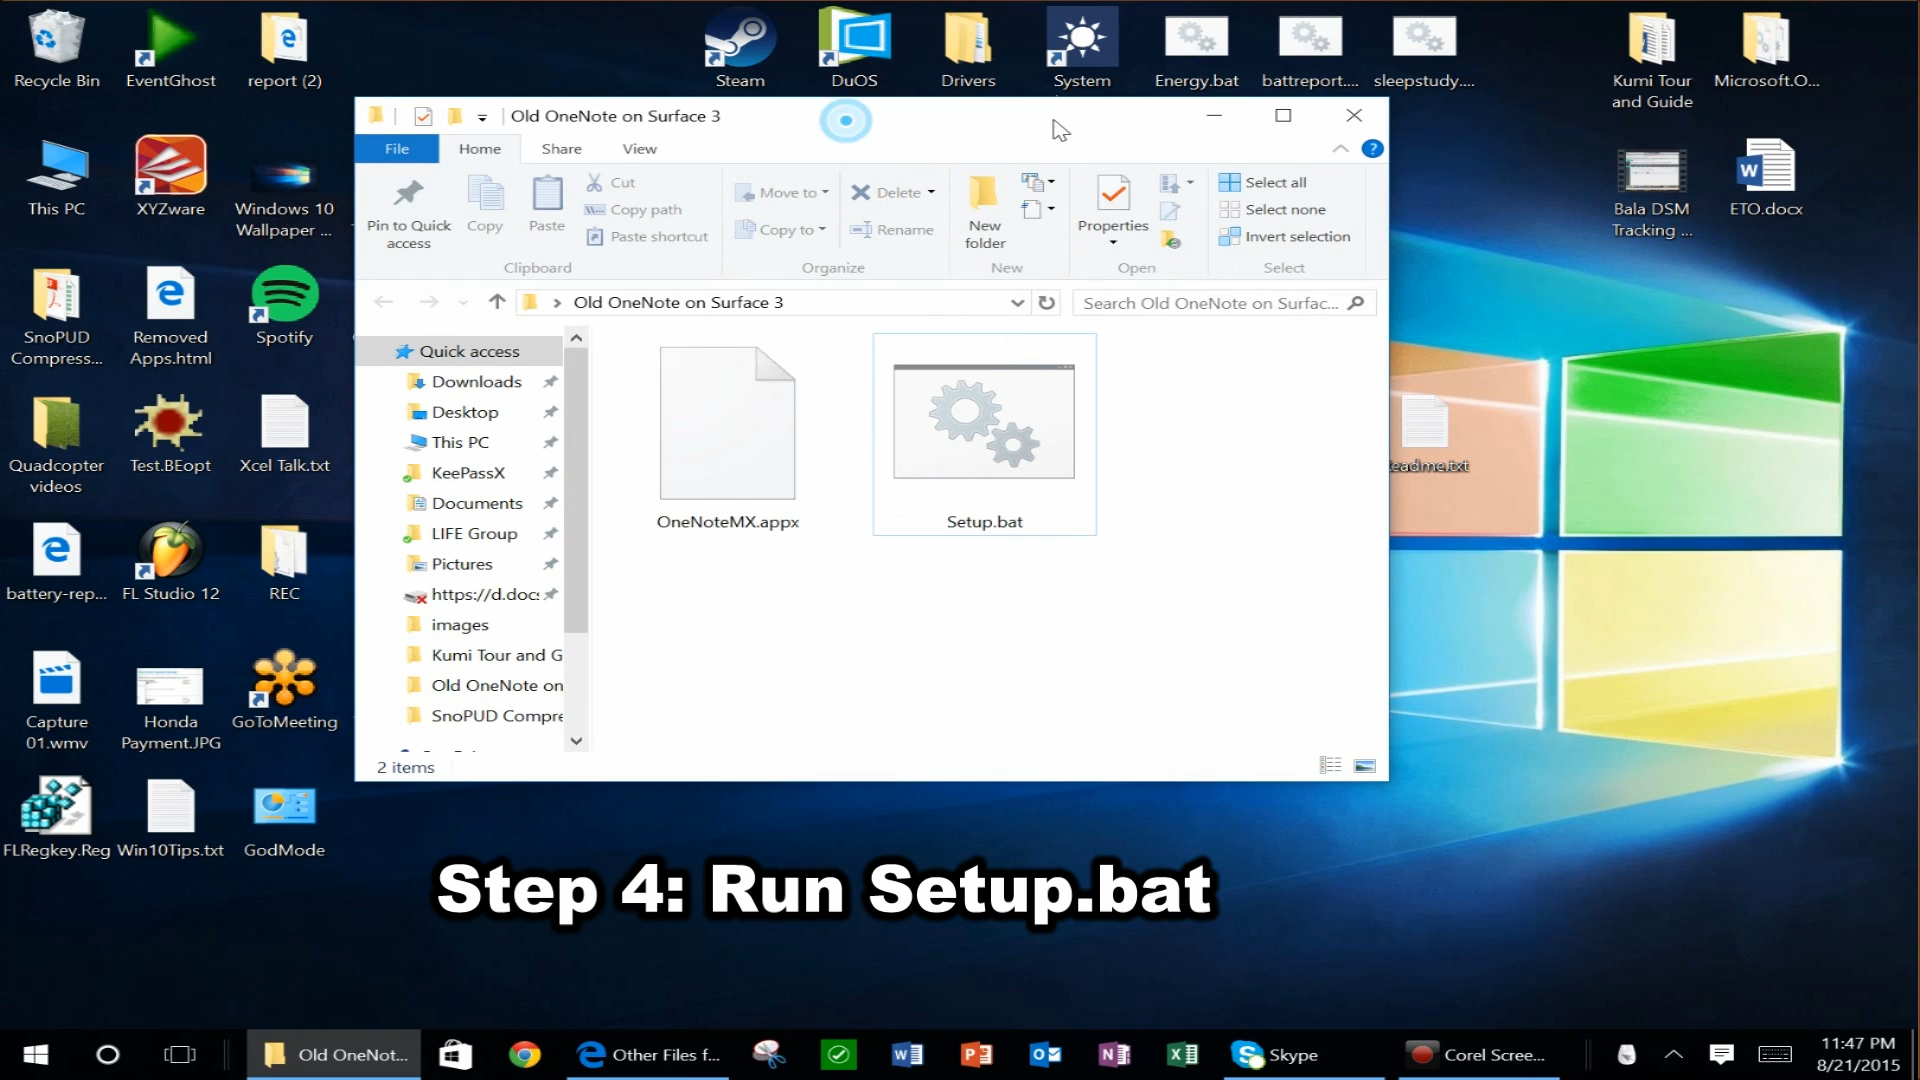 Recycle Bin
EventGhost
report (2)
Steam
DuOS
Drivers
System
Energy.bat
battreport....
sleepstudy....
Kumi Tour
and Guide
Microsoft.O...
Old OneNote on Surface 3
File
Home
Share
View
?
Pin to Quick
access
Copy
Paste
Cut
Copy path
Paste shortcut
Clipboard
Move to
Copy to
Delete
Rename
Organize
New
folder
New
Properties
Open
Select all
Select none
Invert selection
Select
This PC
XYZware
Windows 10
Wallpaper ...
Bala DSM
Tracking ...
ETO.docx
Old OneNote on Surface 3
Search Old OneNote on Surfac...
SnoPUD
Compress...
Removed
Apps.html
Spotify
Quick access
Downloads
Desktop
This PC
KeePassX
Documents
LIFE Group
Pictures
https://d.docs
images
Kumi Tour and G
Old OneNote on
SnoPUD Compre
OneNoteMX.appx
Setup.bat
Quadcopter
videos
Test.BEopt
Xcel Talk.txt
eadme.txt
battery-rep...
FL Studio 12
REC
Capture
01.wmv
Honda
Payment.JPG
GoToMeeting
2 items
FLRegkey.Reg
Win10Tips.txt
GodMode
Step 4: Run Setup.bat
Old OneNot...
Other Files f...
Skype
Corel Scree...
11:47 PM
8/21/2015